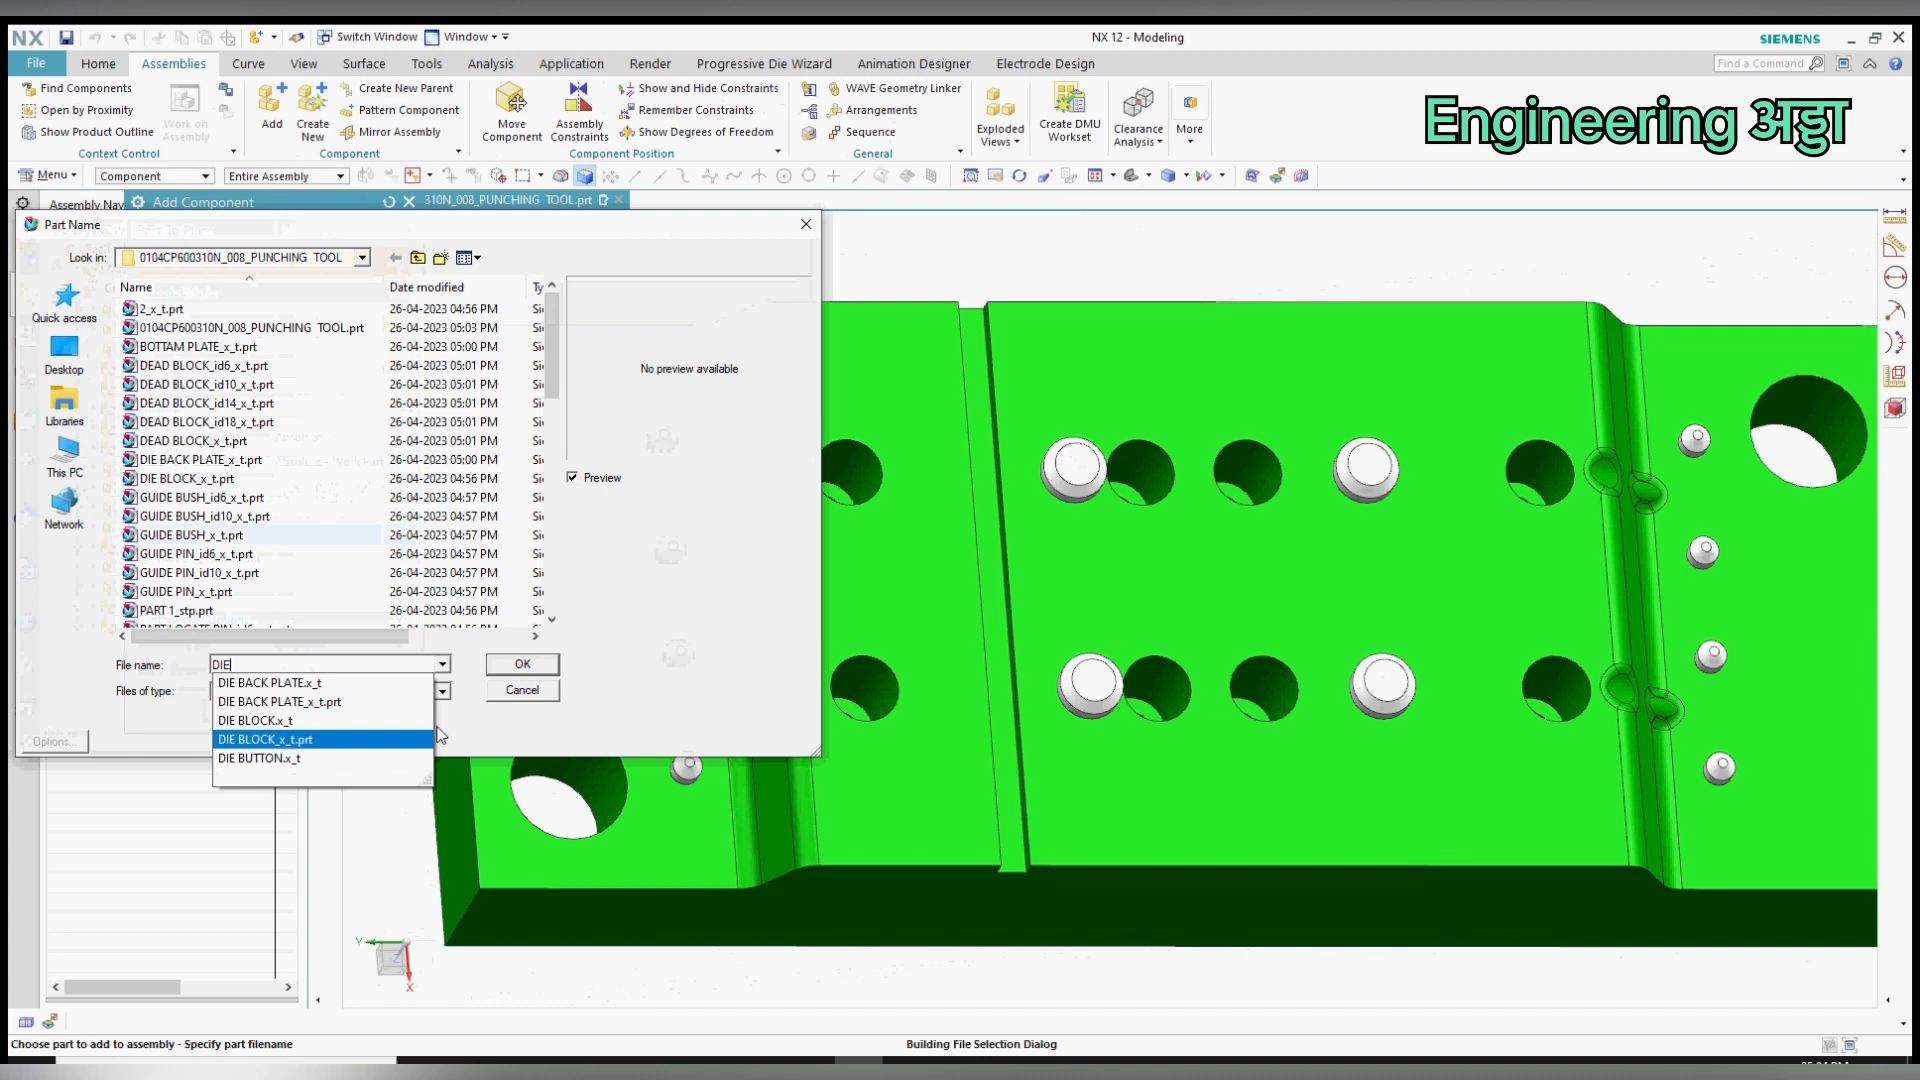 NX
Switch Window
Window
NX 12 - Modeling
SIEMENS
File
Home
Assemblies
Curve
View
Surface
Tools
Analysis
Application
Render
Progressive Die Wizard
Animation Designer
Electrode Design
Find a Command
Find Components
Open by Proximity
Show Product Outline
Work on
Assembly
Context Control
Add
Create
New
Create New Parent
Pattern Component
Mirror Assembly
Component
Move
Component
Assembly
Constraints
Show and Hide Constraints
Remember Constraints
Show Degrees of Freedom
Component Position
WAVE Geometry Linker
Arrangements
Sequence
General
Exploded
Views
Create DMU
Workset
Clearance
Analysis
More
Engineering अड्डा
Menu
Component
Entire Assembly
Assembly Nav
Add Component
310N_008_PUNCHING TOOL.prt
Part Name
Look in:
0104CP600310N_008_PUNCHING TOOL
Name
Date modified
Ty
2_x_t.prt 26-04-2023 04:56 PM
0104CP600310N_008_PUNCHING TOOL.prt 26-04-2023 05:03 PM
BOTTAM PLATE_x_t.prt 26-04-2023 05:00 PM
DEAD BLOCK_id6_x_t.prt 26-04-2023 05:01 PM
DEAD BLOCK_id10_x_t.prt 26-04-2023 05:01 PM
DEAD BLOCK_id14_x_t.prt 26-04-2023 05:01 PM
DEAD BLOCK_id18_x_t.prt 26-04-2023 05:01 PM
DEAD BLOCK_x_t.prt 26-04-2023 05:01 PM
DIE BACK PLATE_x_t.prt 26-04-2023 05:00 PM
DIE BLOCK_x_t.prt 26-04-2023 04:56 PM
GUIDE BUSH_id6_x_t.prt 26-04-2023 04:57 PM
GUIDE BUSH_id10_x_t.prt 26-04-2023 04:57 PM
GUIDE BUSH_x_t.prt 26-04-2023 04:57 PM
GUIDE PIN_id6_x_t.prt 26-04-2023 04:57 PM
GUIDE PIN_id10_x_t.prt 26-04-2023 04:57 PM
GUIDE PIN_x_t.prt 26-04-2023 04:57 PM
PART 1_stp.prt 26-04-2023 04:56 PM
Quick access
Desktop
Libraries
This PC
Network
No preview available
Preview
File name:
DIE
OK
Files of type:
Cancel
DIE BACK PLATE.x_t
DIE BACK PLATE_x_t.prt
DIE BLOCK.x_t
DIE BLOCK_x_t.prt
DIE BUTTON.x_t
Options...
Y
Z
X
Choose part to add to assembly - Specify part filename
Building File Selection Dialog